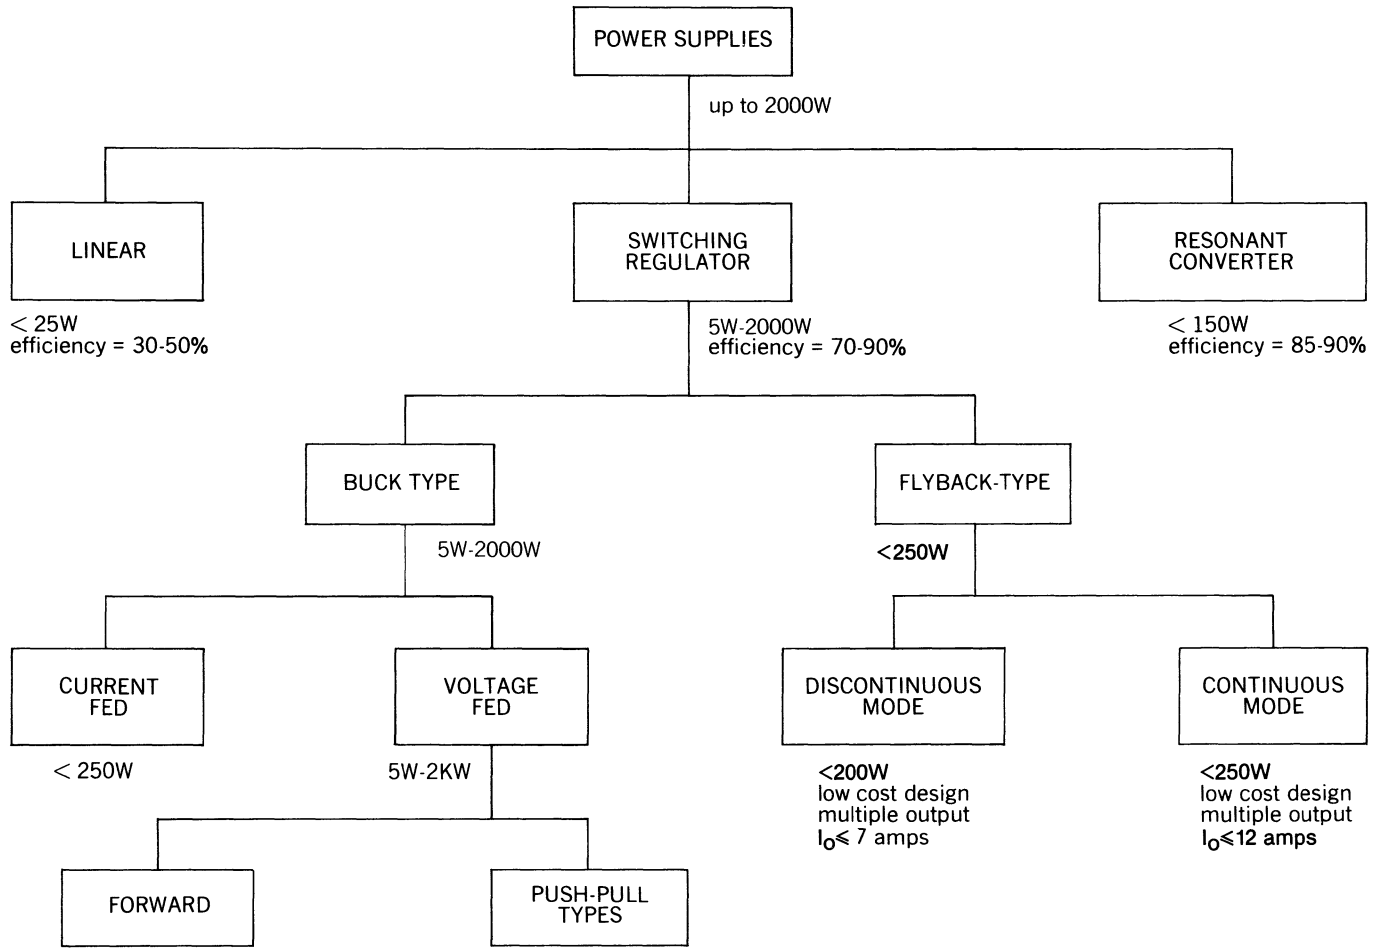 POWER SUPPLIES
up to 2000W
LINEAR
< 25W
efficiency = 30-50%
SWITCHING
REGULATOR
5W-2000W
efficiency = 70-90%
RESONANT
CONVERTER
< 150W
efficiency = 85-90%
BUCK TYPE
5W-2000W
FLYBACK-TYPE
<250W
CURRENT
FED
< 250W
VOLTAGE
FED
5W-2KW
DISCONTINUOUS
MODE
<200W
low cost design
multiple output
Io⩽ 7 amps
CONTINUOUS
MODE
<250W
low cost design
multiple output
Io⩽12 amps
FORWARD
PUSH-PULL
TYPES